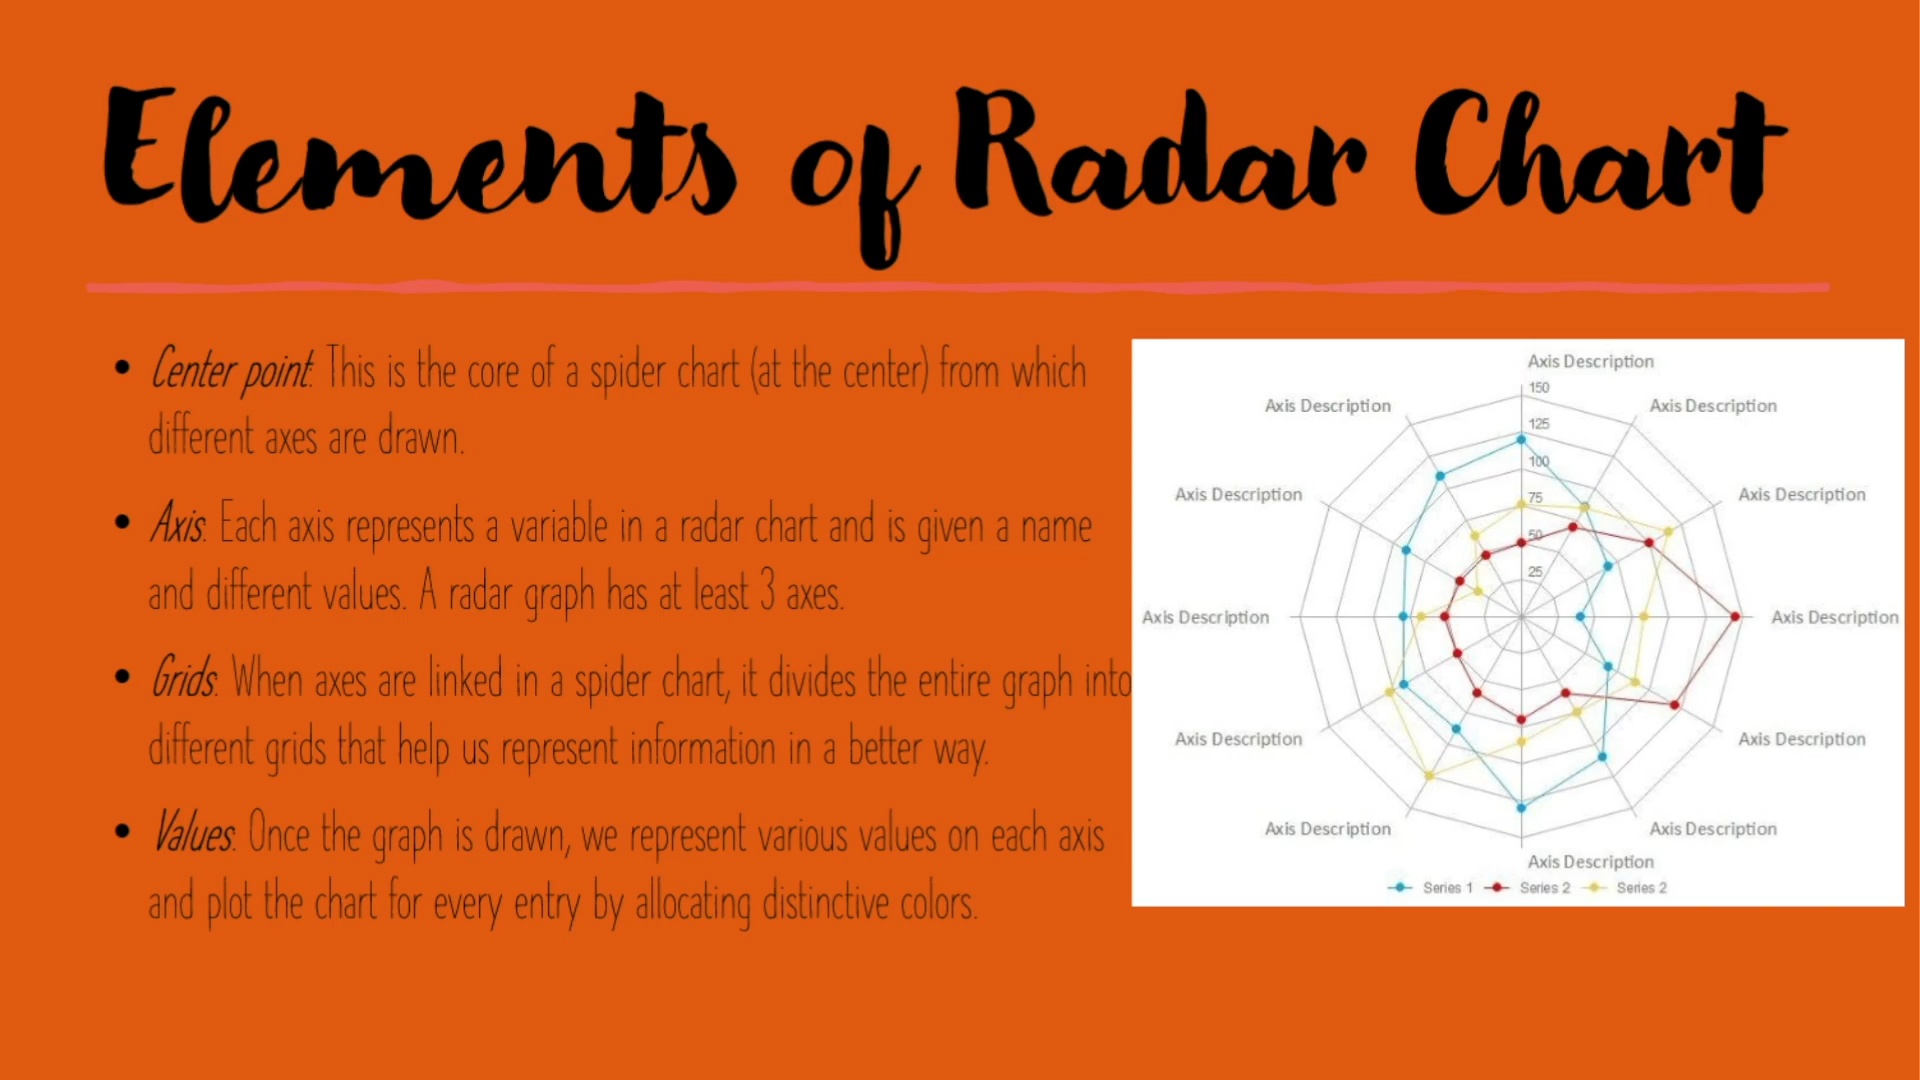 Elements of Radar Chart
• Center point: This is the core of a spider chart (at the center) from which
different axes are drawn.
• Axis: Each axis represents a variable in a radar chart and is given a name
and different values. A radar graph has at least 3 axes.
• Grids: When axes are linked in a spider chart, it divides the entire graph into
different grids that help us represent information in a better way.
• Values: Once the graph is drawn, we represent various values on each axis
and plot the chart for every entry by allocating distinctive colors.
Axis Description
150
Axis Description
Axis Description
125
100
Axis Description
Axis Description
75
50
25
Axis Description
Axis Description
Axis Description
Axis Description
Axis Description
Axis Description
Axis Description
Series 1 Series 2 Series 2